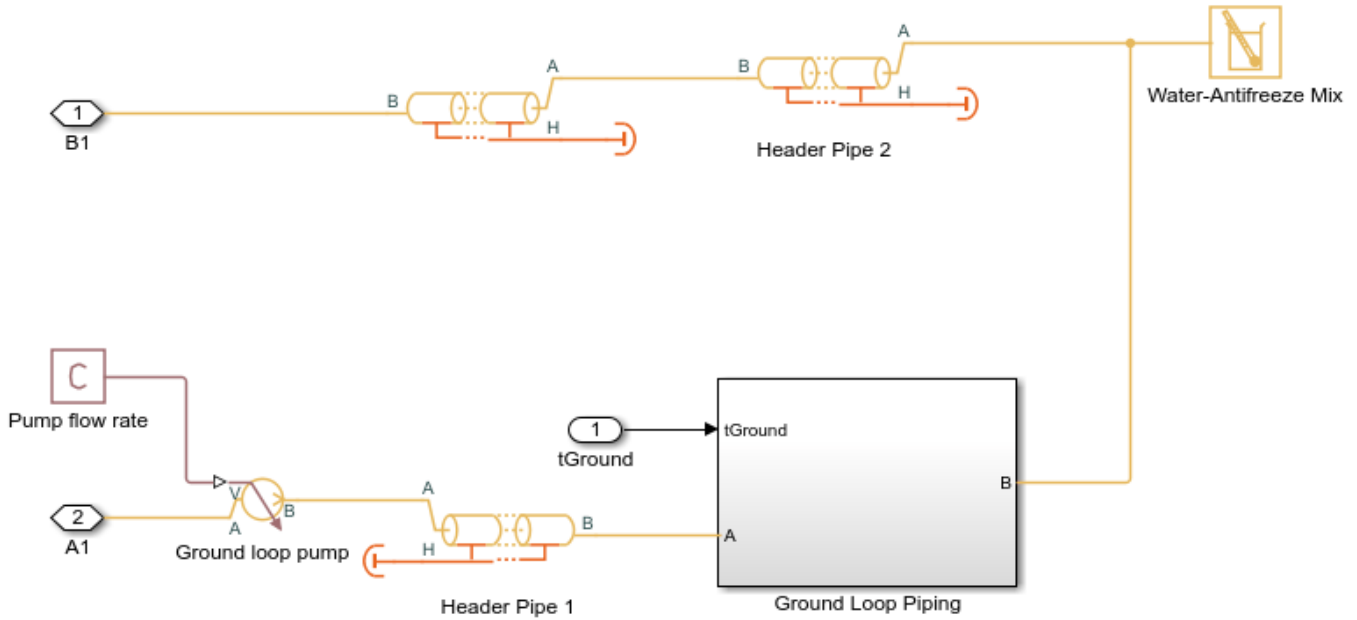 A
B
A
Water-Antifreeze Mix
B
H
1
H
B1
Header Pipe 2
C
Pump flow rate
1
tGround
tGround
V
A
B
B
2
B
A
A
A1
H
Ground loop pump
Header Pipe 1
Ground Loop Piping